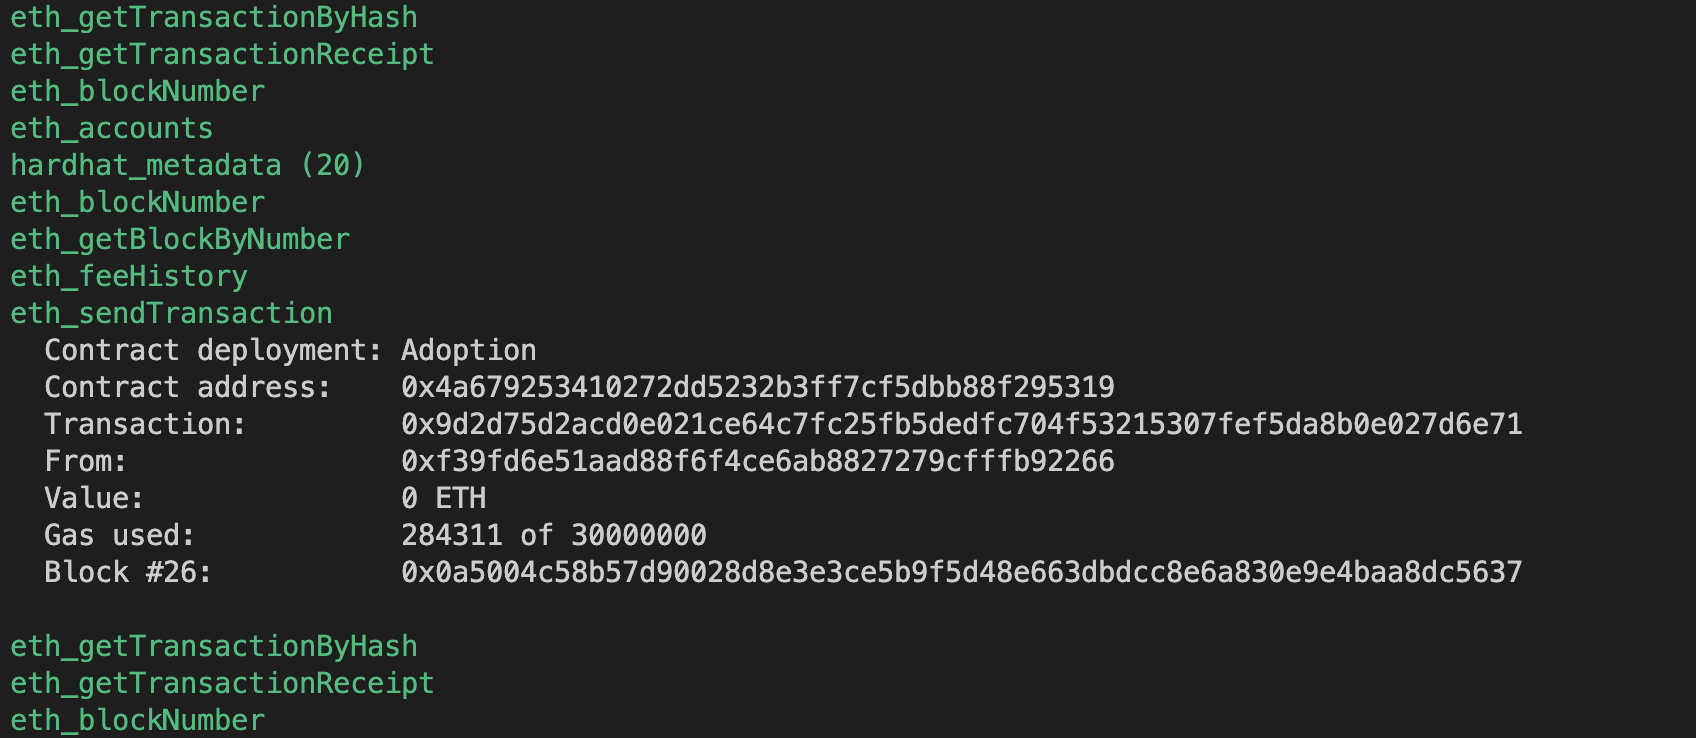 eth_getTransactionByHash
eth_getTransactionReceipt
eth_blockNumber
eth_accounts
hardhat_metadata (20)
eth_blockNumber
eth_getBlockByNumber
eth_feeHistory
eth_sendTransaction
  Contract deployment: Adoption
  Contract address:    0x4a679253410272dd5232b3ff7cf5dbb88f295319
  Transaction:         0x9d2d75d2acd0e021ce64c7fc25fb5dedfc704f53215307fef5da8b0e027d6e71
  From:                0xf39fd6e51aad88f6f4ce6ab8827279cfffb92266
  Value:               0 ETH
  Gas used:            284311 of 30000000
  Block #26:           0x0a5004c58b57d90028d8e3e3ce5b9f5d48e663dbdcc8e6a830e9e4baa8dc5637

eth_getTransactionByHash
eth_getTransactionReceipt
eth_blockNumber